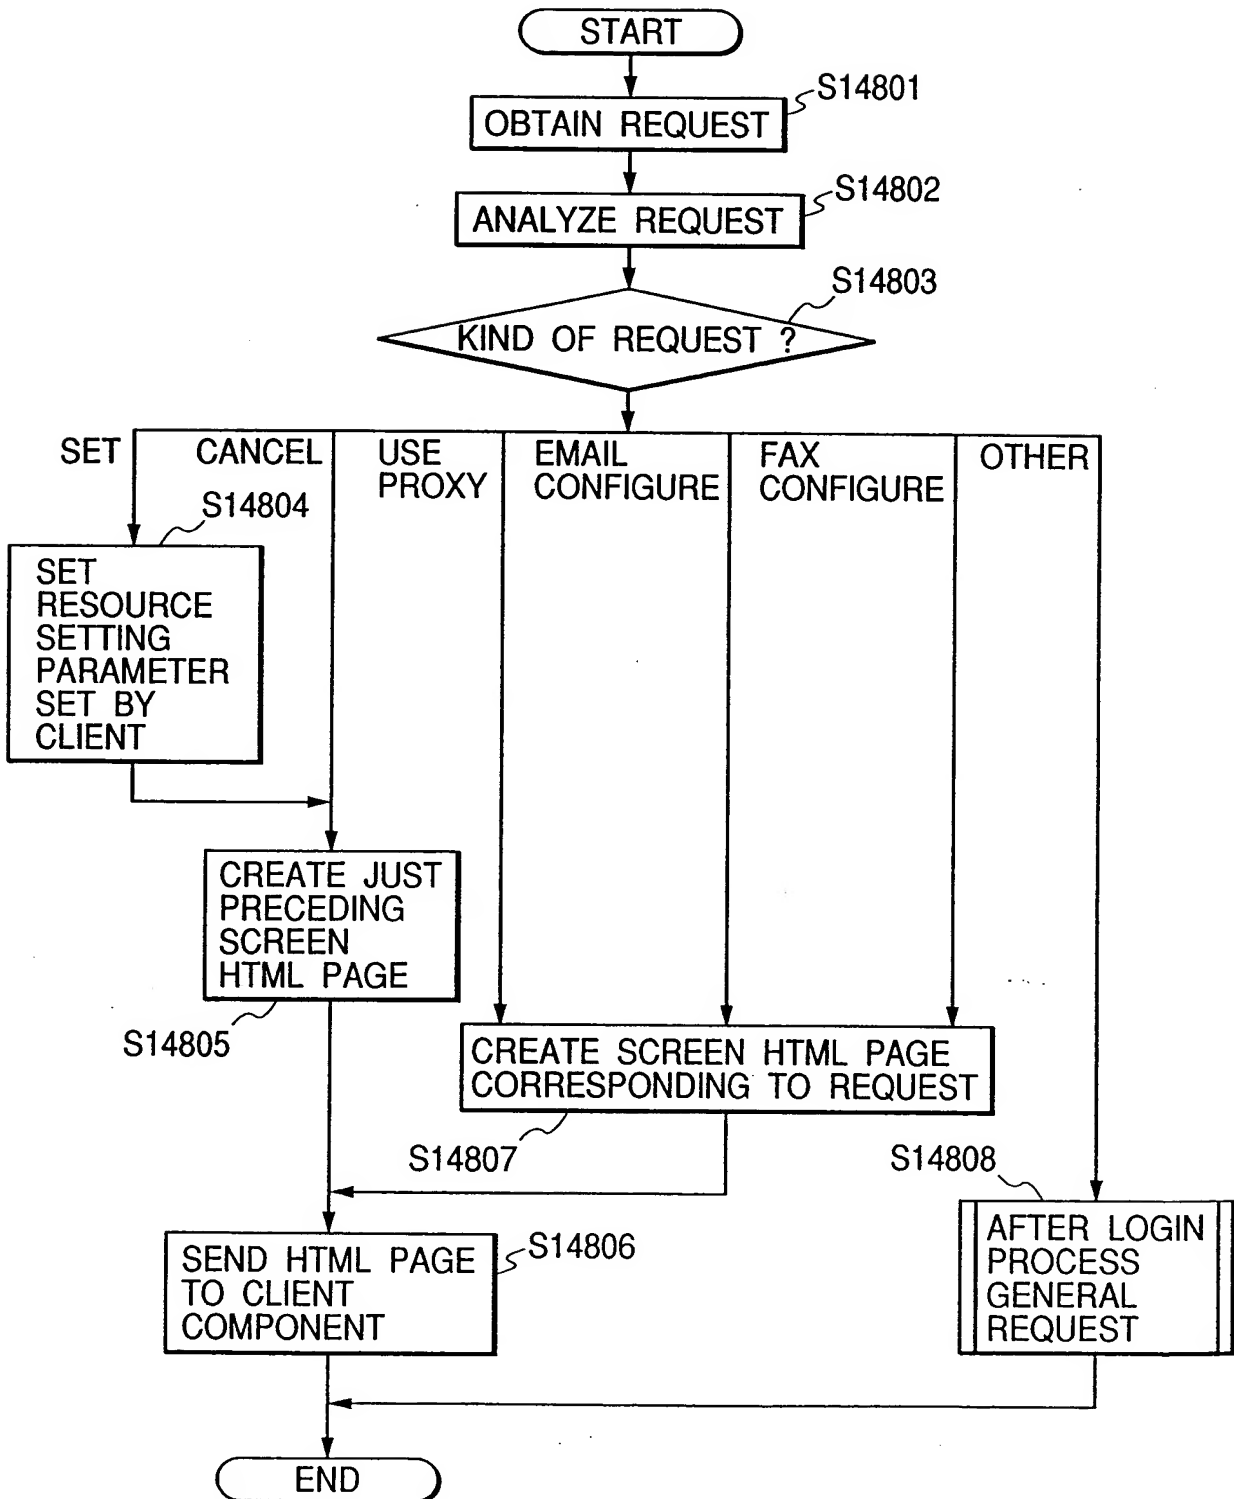 START
S14801
OBTAIN REQUEST
S14802
ANALYZE REQUEST
S14803
KIND OF REQUEST ?
SET
CANCEL
USE
PROXY
EMAIL
CONFIGURE
FAX
CONFIGURE
OTHER
S14804
SET
RESOURCE
SETTING
PARAMETER
SET BY
CLIENT
CREATE JUST
PRECEDING
SCREEN
HTML PAGE
S14805
CREATE SCREEN HTML PAGE
CORRESPONDING TO REQUEST
S14807
S14808
AFTER LOGIN
PROCESS
GENERAL
REQUEST
S14806
SEND HTML PAGE
TO CLIENT
COMPONENT
END